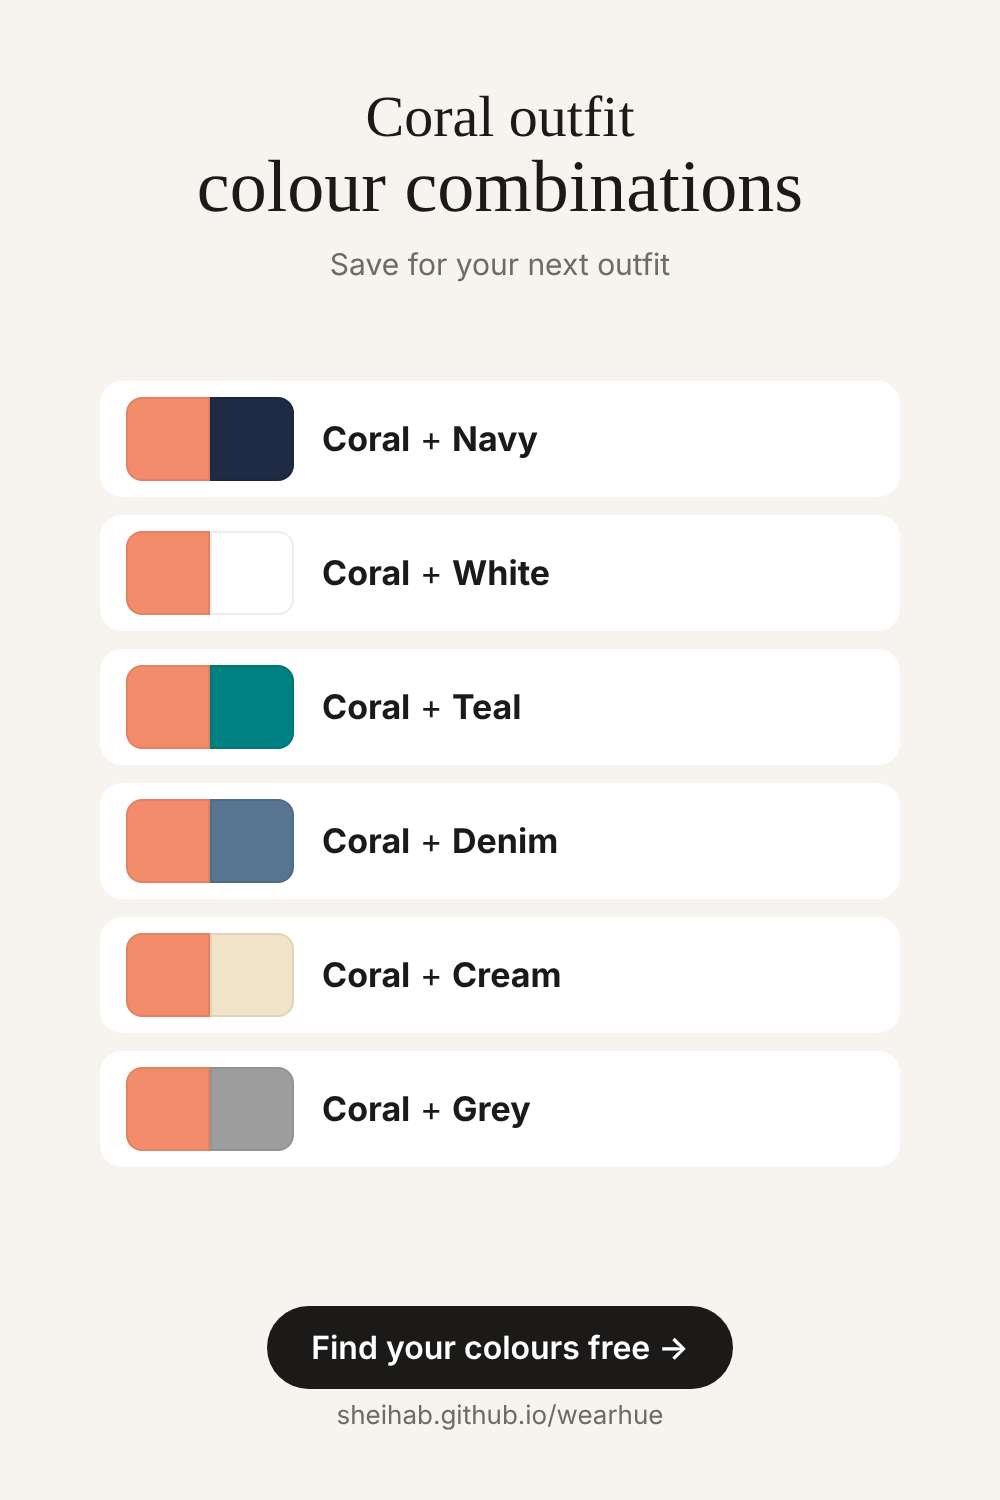 Coral outfit
colour combinations
Save for your next outfit
Coral + Navy
Coral + White
Coral + Teal
Coral + Denim
Coral + Cream
Coral + Grey
Find your colours free →
sheihab.github.io/wearhue